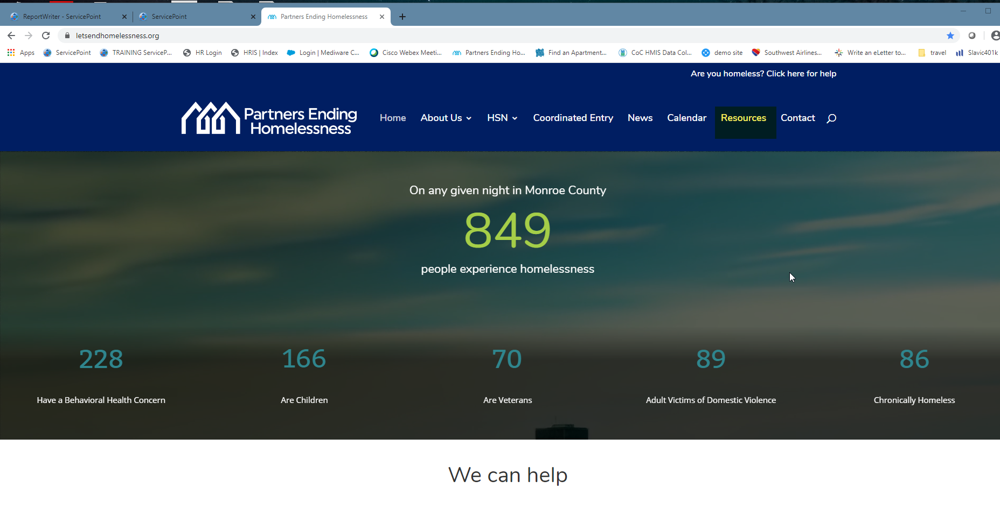 ReportWriter - ServicePoint
ServicePoint
Partners Ending Homelessness
letsendhomelessness.org
Apps
ServicePoint
TRAINING ServiceP...
HR Login
HRIS | Index
Login | Mediware C...
Cisco Webex Meeti...
Partners Ending Ho...
Find an Apartment...
CoC HMIS Data Col...
demo site
Southwest Airlines...
Write an eLetter to...
travel
Slavic401k
Are you homeless? Click here for help
Partners Ending
Homelessness
Home
About Us
HSN
Coordinated Entry
News
Calendar
Resources
Contact
On any given night in Monroe County
849
people experience homelessness
228
166
70
89
86
Have a Behavioral Health Concern
Are Children
Are Veterans
Adult Victims of Domestic Violence
Chronically Homeless
We can help